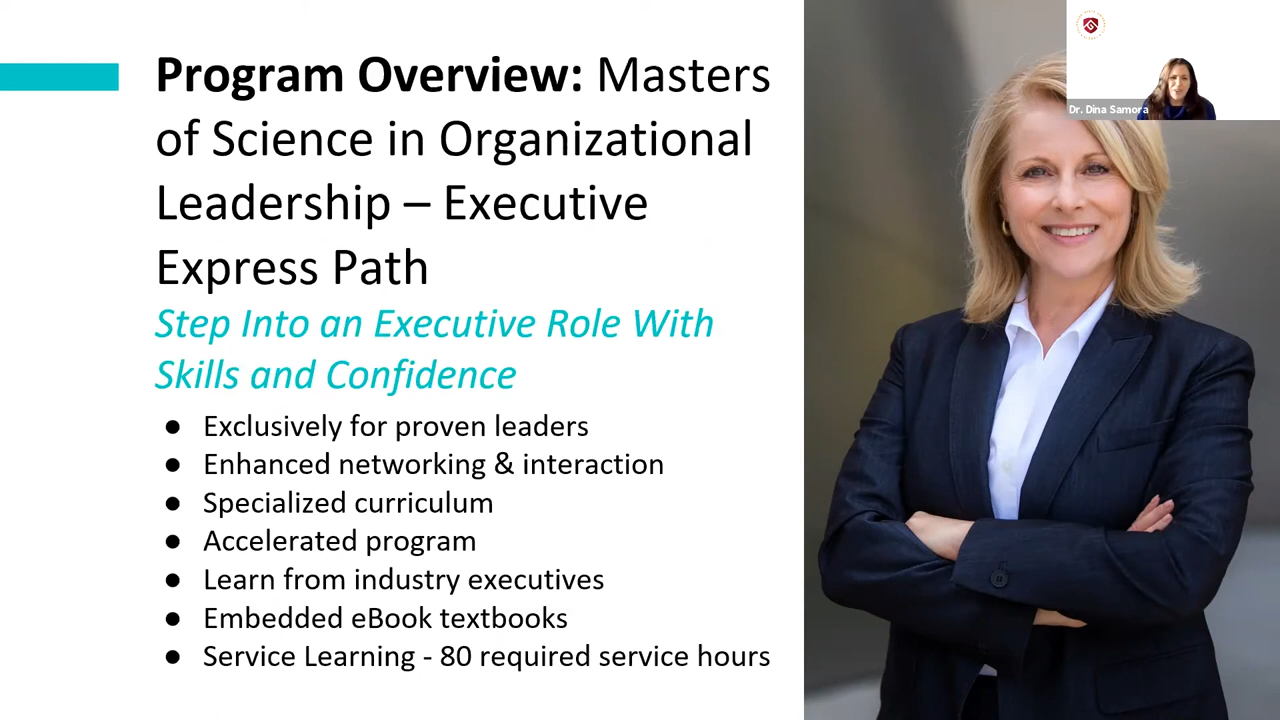 Program Overview: Masters
of Science in Organizational
Leadership – Executive
Express Path
Step Into an Executive Role With
Skills and Confidence
● Exclusively for proven leaders
● Enhanced networking & interaction
● Specialized curriculum
● Accelerated program
● Learn from industry executives
● Embedded eBook textbooks
● Service Learning - 80 required service hours
Dr. Dina Samora